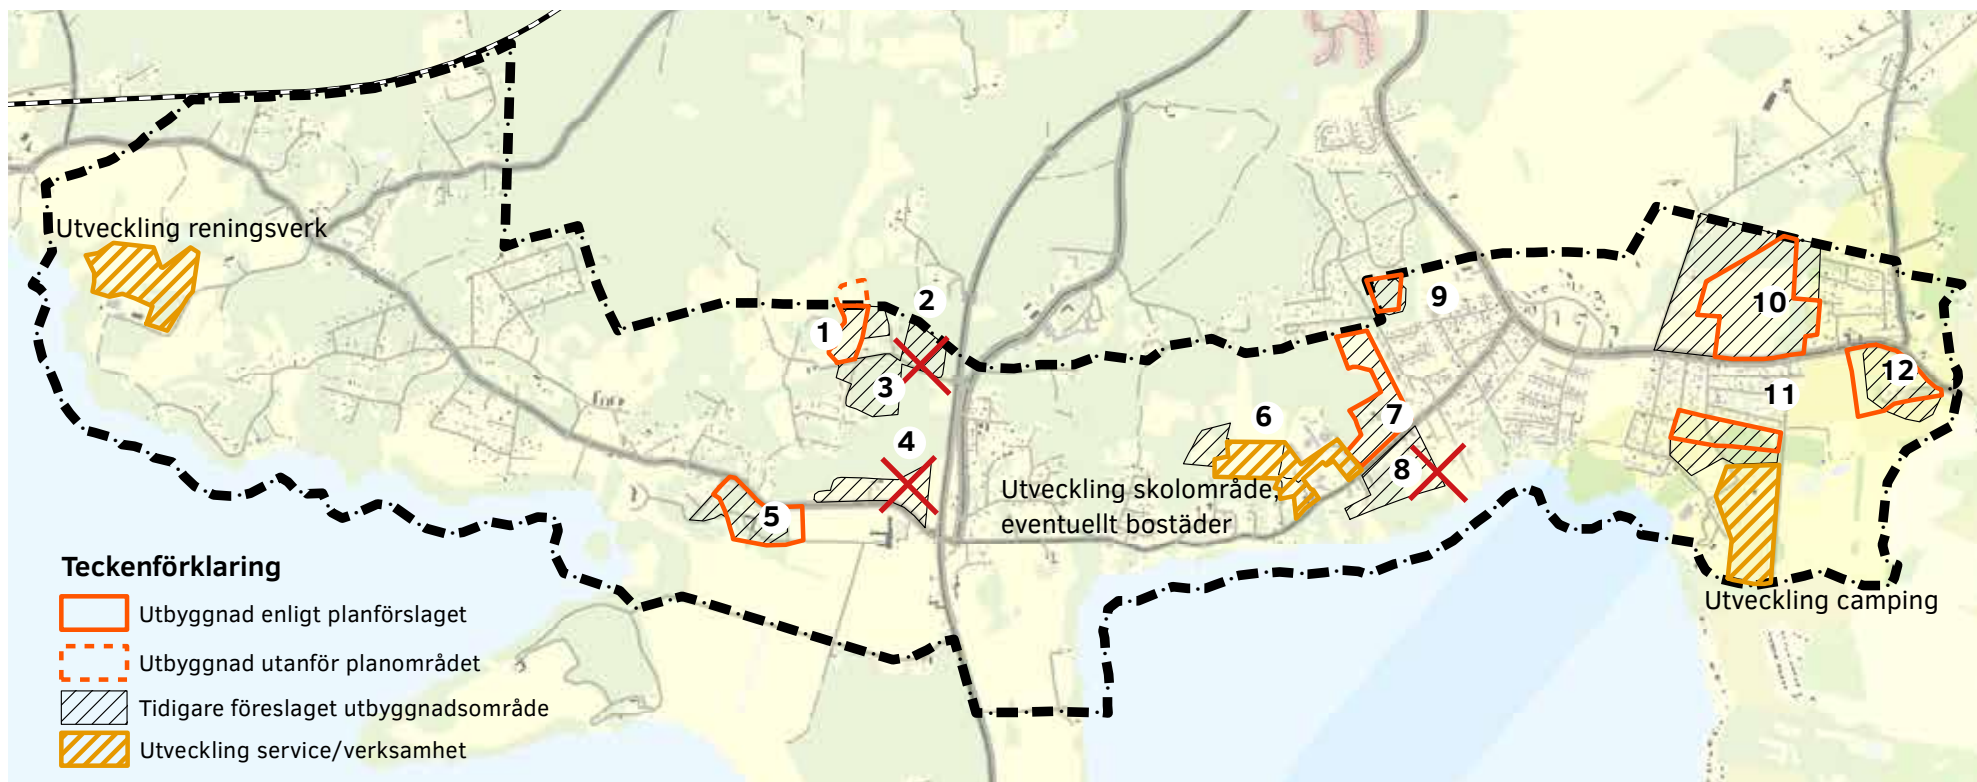 Utveckling reningsverk
1
2
3
4
5
6
7
8
9
10
11
12
Utveckling skolområde,
eventuellt bostäder
Utveckling camping
Teckenförklaring
Utbyggnad enligt planförslaget
Utbyggnad utanför planområdet
Tidigare föreslaget utbyggnadsområde
Utveckling service/verksamhet